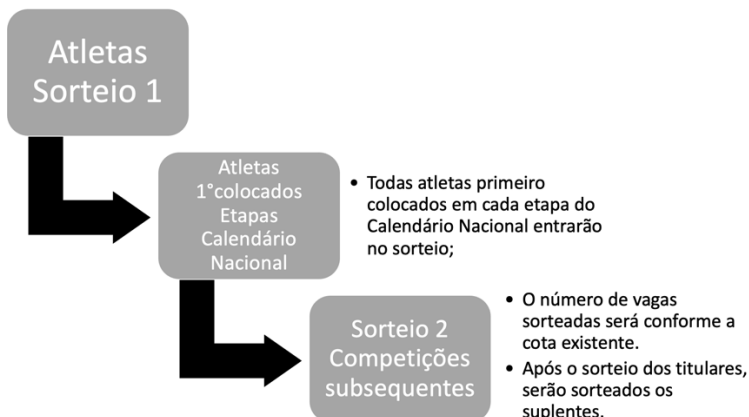 Atletas
Sorteio 1
Atletas
1°colocados
Etapas
Calendário
Nacional
• Todas atletas primeiro
colocados em cada etapa do
Calendário Nacional entrarão
no sorteio;
Sorteio 2
Competições
subsequentes
• O número de vagas
sorteadas será conforme a
cota existente.
• Após o sorteio dos titulares,
serão sorteados os
suplentes.